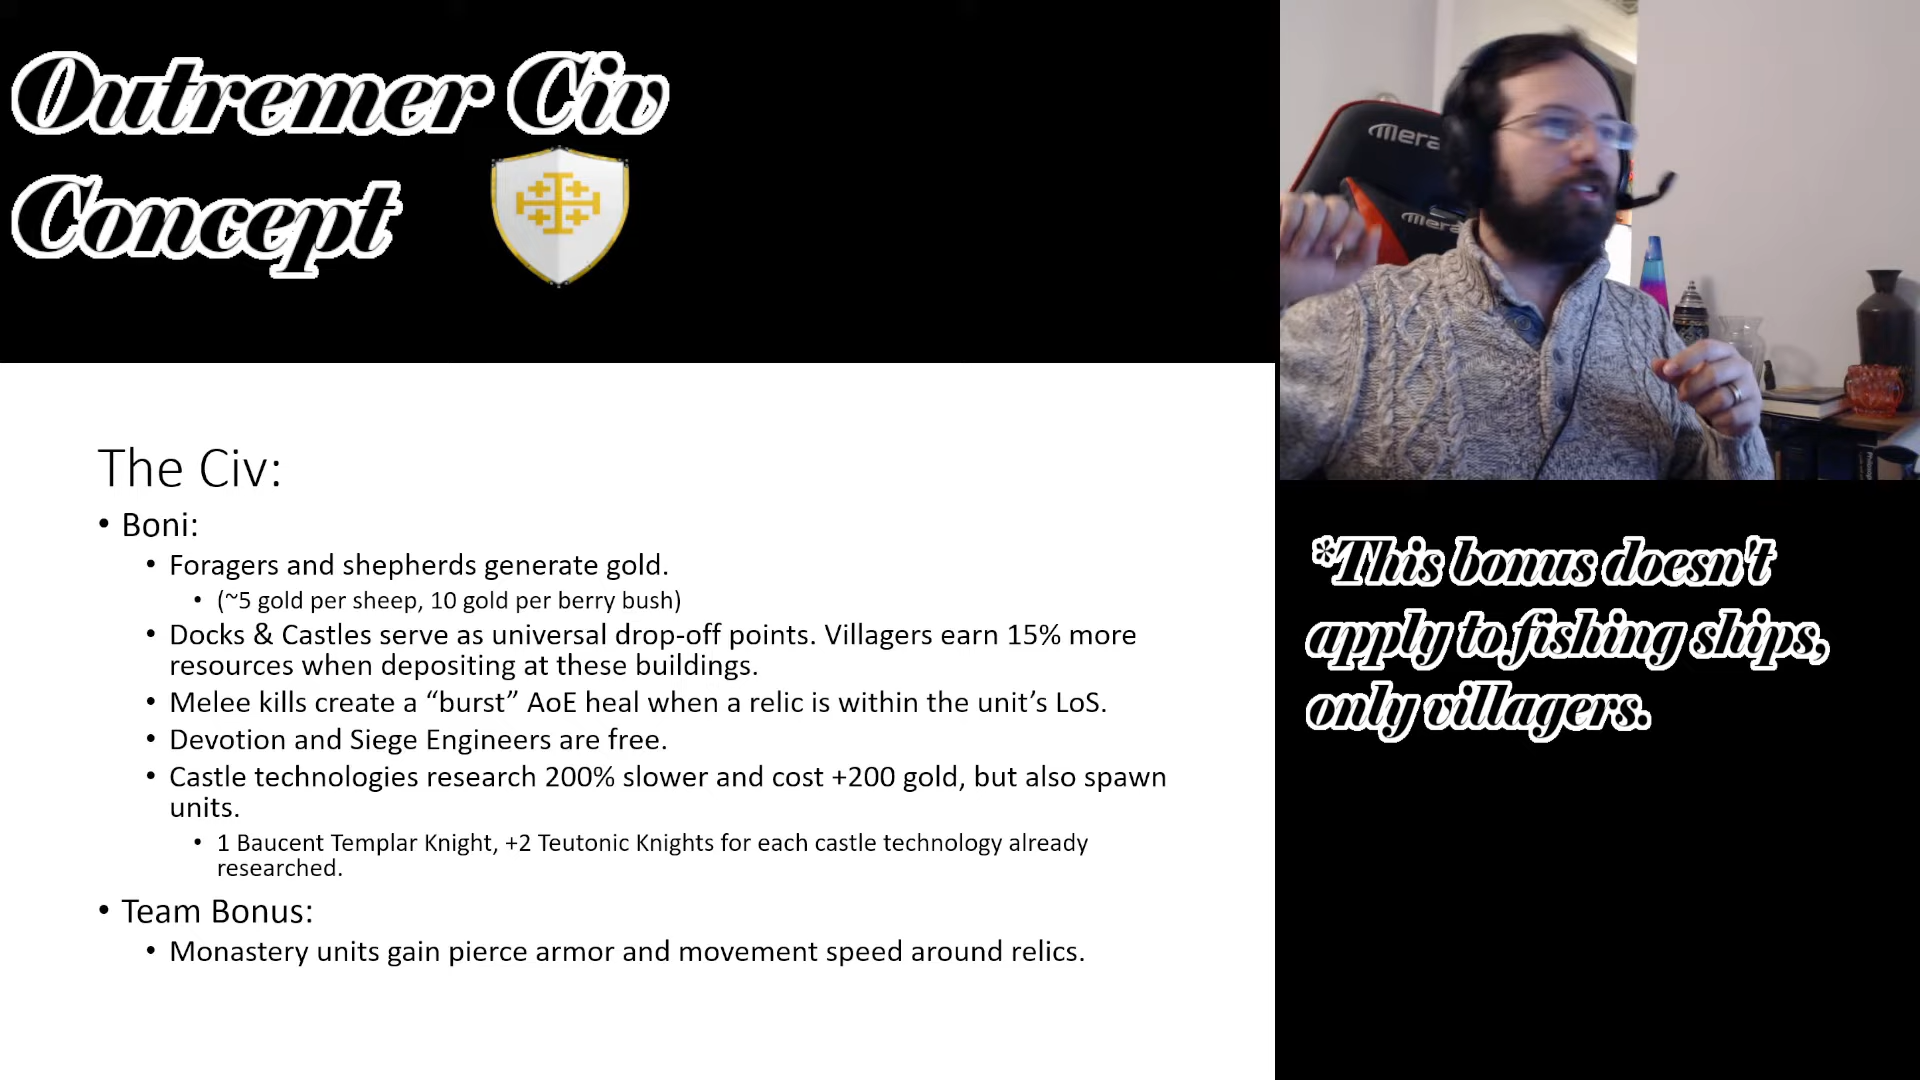 Outremer Civ
Concept
The Civ:
• Boni:
• Foragers and shepherds generate gold.
• (~5 gold per sheep, 10 gold per berry bush)
• Docks & Castles serve as universal drop-off points. Villagers earn 15% more
resources when depositing at these buildings.
• Melee kills create a “burst” AoE heal when a relic is within the unit’s LoS.
• Devotion and Siege Engineers are free.
• Castle technologies research 200% slower and cost +200 gold, but also spawn
units.
• 1 Baucent Templar Knight, +2 Teutonic Knights for each castle technology already
researched.
• Team Bonus:
• Monastery units gain pierce armor and movement speed around relics.
*This bonus doesn't
apply to fishing ships,
only villagers.